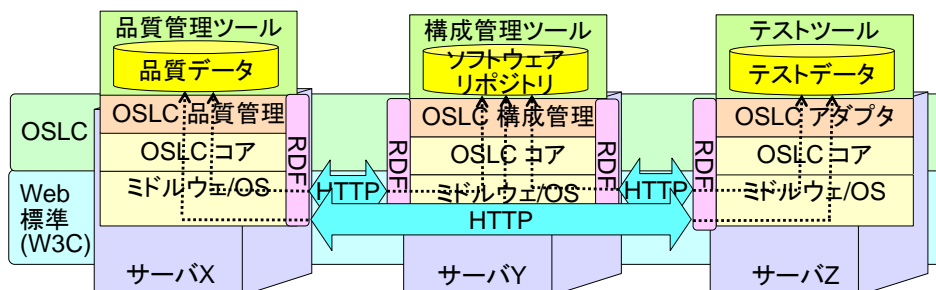 品質管理ツール
品質データ
OSLC 品質管理
OSLC コア
ミドルウェ/OS
サーバX
RDF
構成管理ツール
ソフトウェア
リポジトリ
OSLC 構成管理
OSLC コア
ミドルウェ/OS
サーバY
RDF
RDF
テストツール
テストデータ
OSLC アダプタ
OSLC コア
ミドルウェ/OS
サーバZ
RDF
OSLC
Web
標準
(W3C)
HTTP
HTTP
HTTP